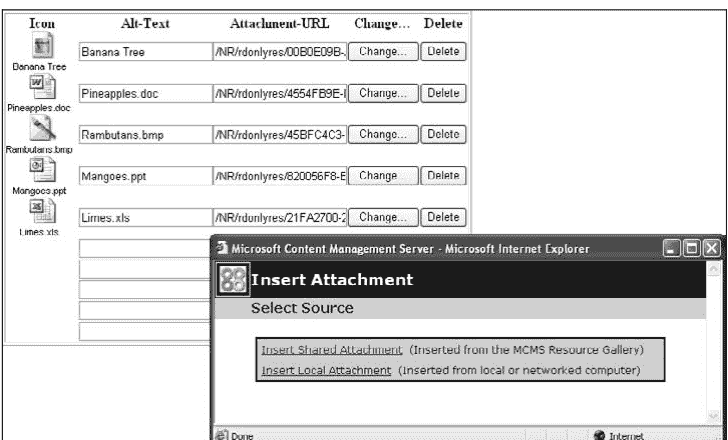 Icon Alt-Text Attachment-URL Change... Delete
Banana Tree /NR/rdonlyres/00B0E09B-. Change... Delete
Banana Tree
Pineapples.doc /NR/rdonlyres/4554FB9E-I Change... Delete
Pineapples.doc
Rambutans.bmp /NR/rdonlyres/45BFC4C3- Change... Delete
Rambutans.bmp
Mangoes.ppt /NR/rdonlyres/820056F8-E Change... Delete
Mangoes.ppt
Limes.xls /NR/rdonlyres/21FA2700-2 Change... Delete
Limes.xls
Microsoft Content Management Server - Microsoft Internet Explorer
Insert Attachment
Select Source
Insert Shared Attachment (Inserted from the MCMS Resource Gallery)
Insert Local Attachment (Inserted from local or networked computer)
Done Internet